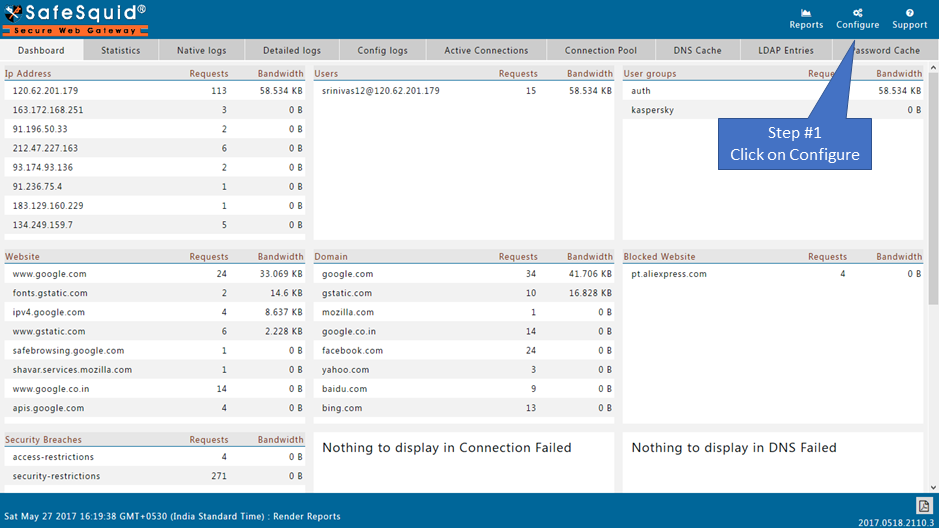 SafeSquid®
Secure Web Gateway
Reports Configure Support
Dashboard Statistics Native logs Detailed logs Config logs Active Connections Connection Pool DNS Cache LDAP Entries assword Cache
Ip Address Requests Bandwidth
120.62.201.179 113 58.534 KB
163.172.168.251 3 0 B
91.196.50.33 2 0 B
212.47.227.163 6 0 B
93.174.93.136 2 0 B
91.236.75.4 1 0 B
183.129.160.229 1 0 B
134.249.159.7 5 0 B
Users Requests Bandwidth
srinivas12@120.62.201.179 15 58.534 KB
User groups Reque Bandwidth
auth 58.534 KB
kaspersky 0 B
Step #1
Click on Configure
Website Requests Bandwidth
www.google.com 24 33.069 KB
fonts.gstatic.com 2 14.6 KB
ipv4.google.com 4 8.637 KB
www.gstatic.com 6 2.228 KB
safebrowsing.google.com 1 0 B
shavar.services.mozilla.com 1 0 B
www.google.co.in 14 0 B
apis.google.com 4 0 B
Domain Requests Bandwidth
google.com 34 41.706 KB
gstatic.com 10 16.828 KB
mozilla.com 1 0 B
google.co.in 14 0 B
facebook.com 24 0 B
yahoo.com 3 0 B
baidu.com 9 0 B
bing.com 13 0 B
Blocked Website Requests Bandwidth
pt.aliexpress.com 4 0 B
Security Breaches Requests Bandwidth
access-restrictions 4 0 B
security-restrictions 271 0 B
Nothing to display in Connection Failed
Nothing to display in DNS Failed
Sat May 27 2017 16:19:38 GMT+0530 (India Standard Time) : Render Reports
2017.0518.2110.3